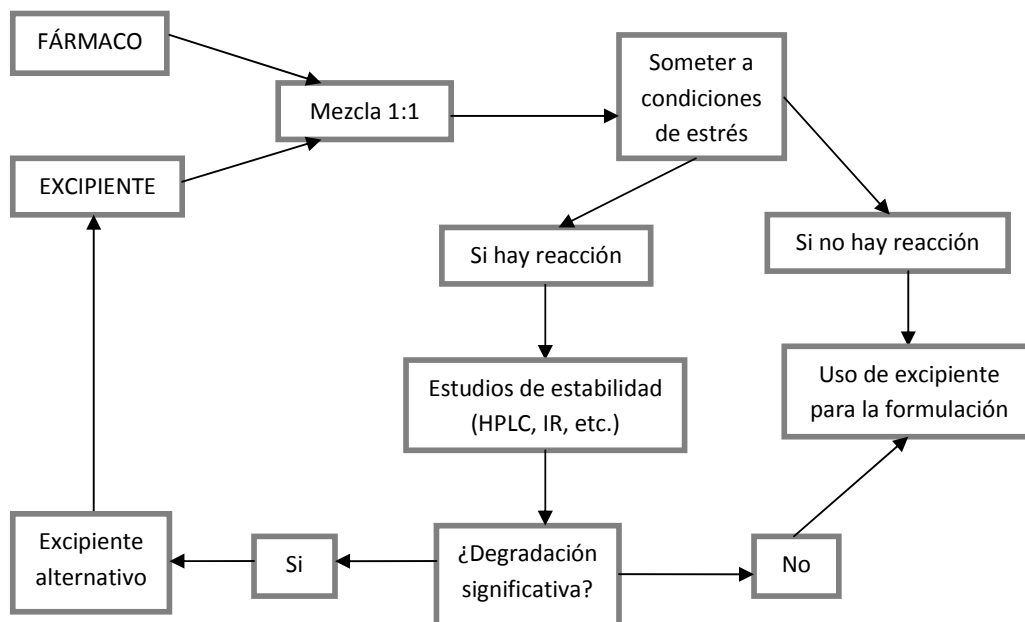 FÁRMACO
Mezcla 1:1
Someter a
condiciones
de estrés
EXCIPIENTE
Si hay reacción
Si no hay reacción
Estudios de estabilidad
(HPLC, IR, etc.)
Uso de excipiente
para la formulación
Excipiente
alternativo
Si
¿Degradación
significativa?
No